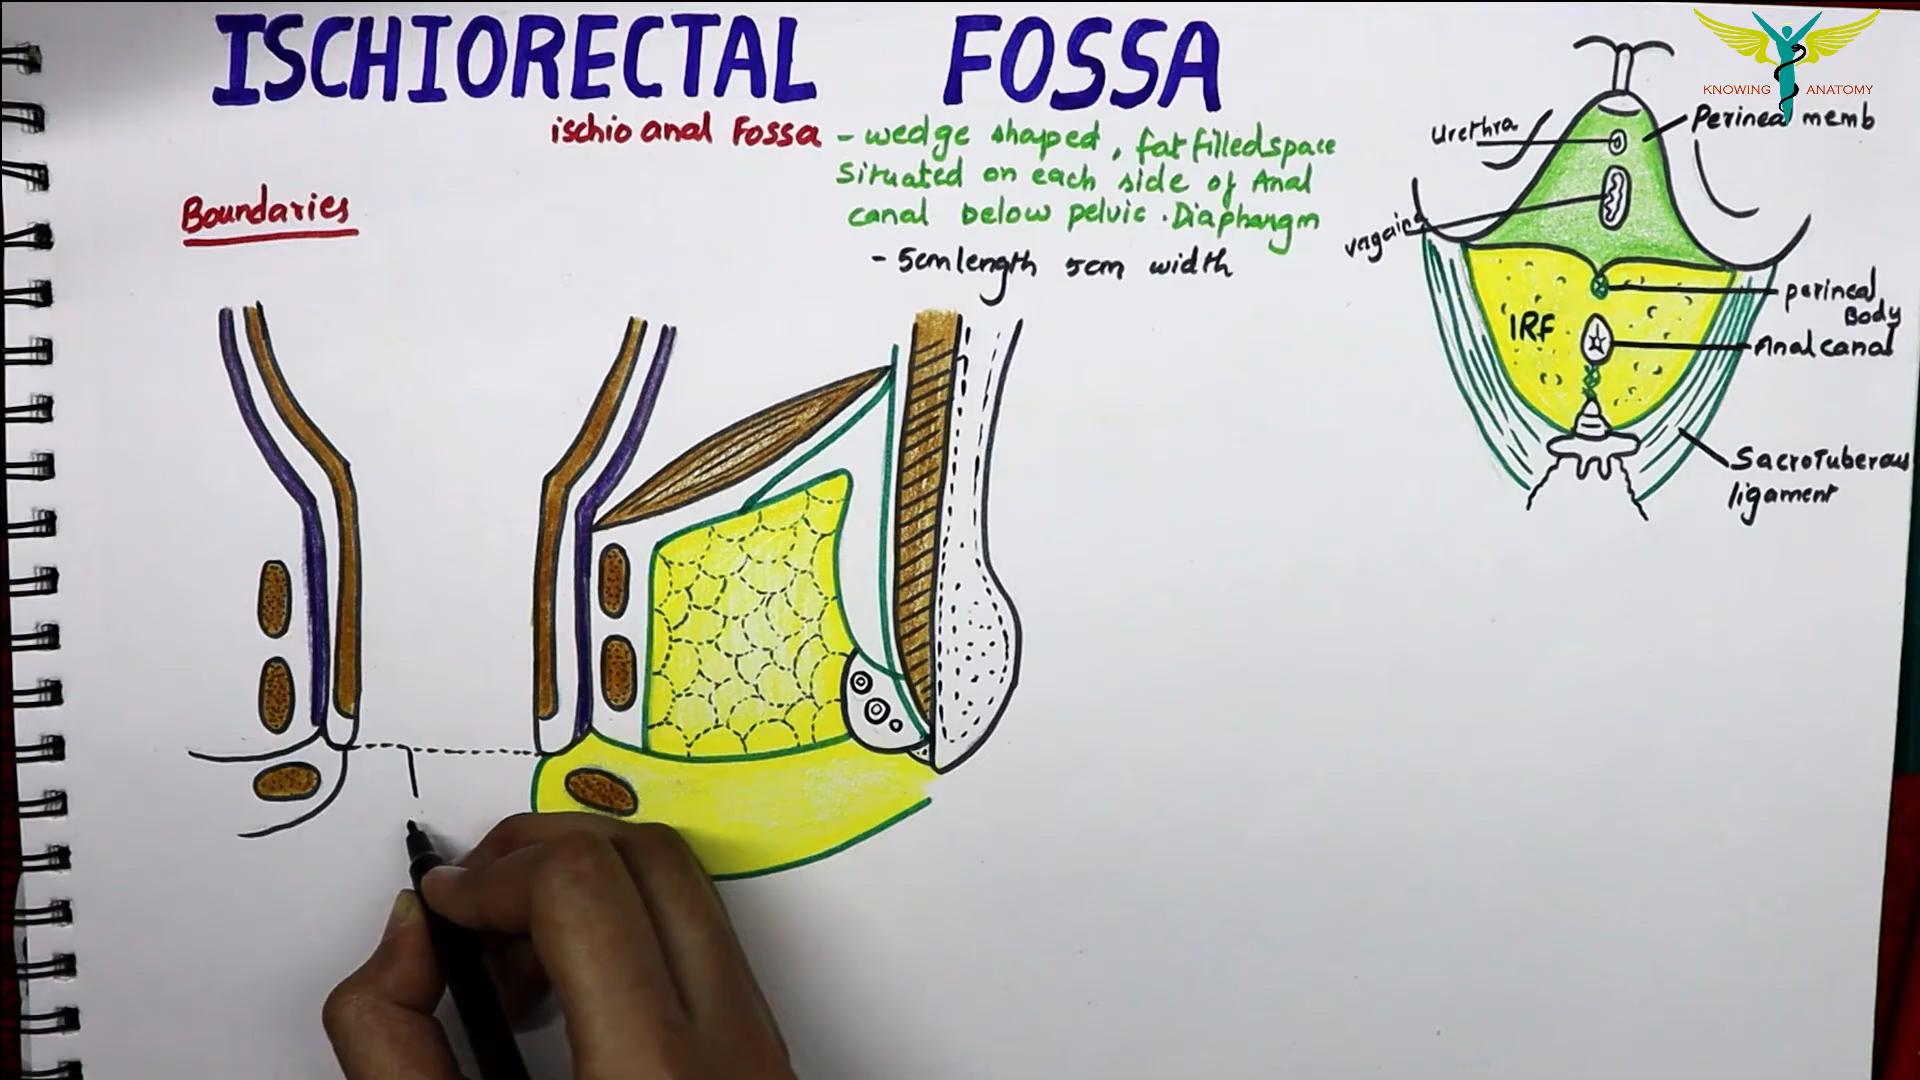 ISCHIORECTAL FOSSA
ischio anal Fossa
- wedge shaped, fat filled space
Situated on each side of Anal
canal below pelvic . Diaphangm
- 5cm length 5cm width
Boundaries
KNOWING ANATOMY
Urethra
Perineal memb
vagaina
perineal
Body
IRF
Anal canal
Sacrotuberous
ligament